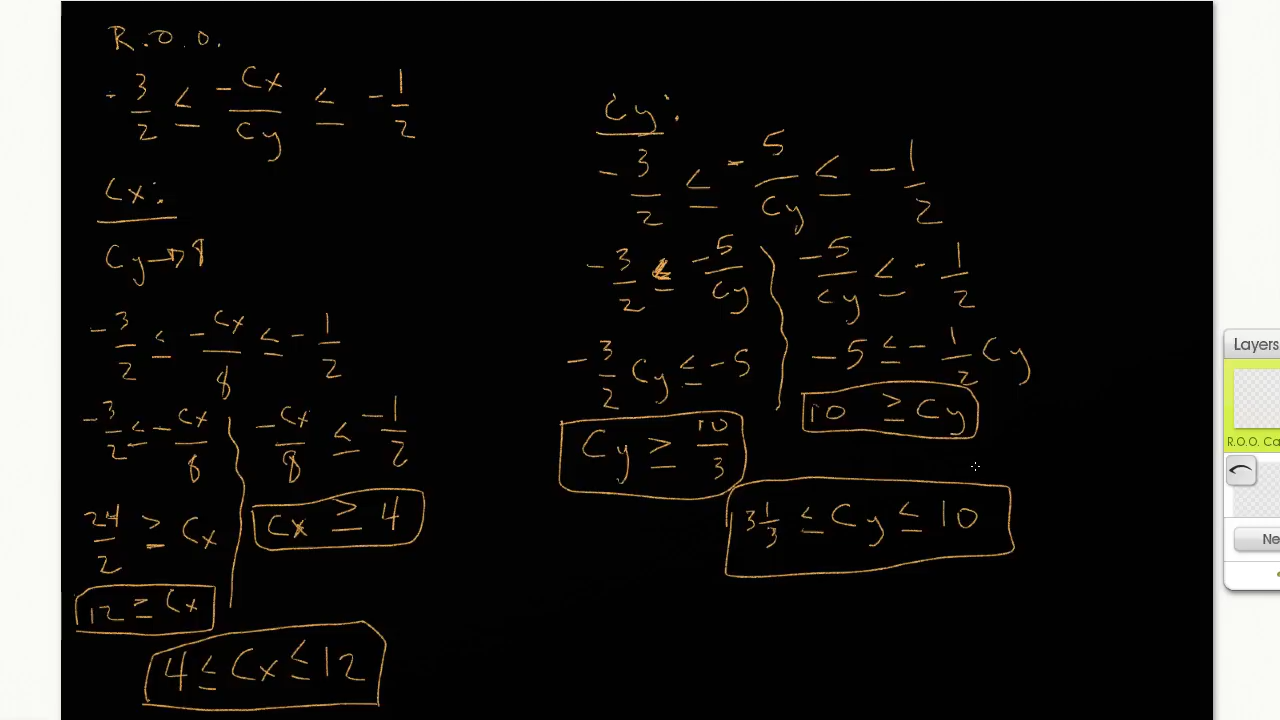 R.O.O.
-3/2 ≤ -Cx/Cy ≤ -1/2
Cx:
Cy → 8
-3/2 ≤ -Cx/8 ≤ -1/2
-3/2 ≤ -Cx/8
-Cx/8 ≤ -1/2
24/2 ≥ Cx
Cx ≥ 4
12 ≥ Cx
4 ≤ Cx ≤ 12
Cy:
-3/2 ≤ -5/Cy ≤ -1/2
-3/2 ≤ -5/Cy
-5/Cy ≤ -1/2
-3/2 Cy ≤ -5
-5 ≤ -1/2 Cy
Cy ≥ 10/3
10 ≥ Cy
3 1/3 ≤ Cy ≤ 10
Layers
R.O.O. Ca
Ne